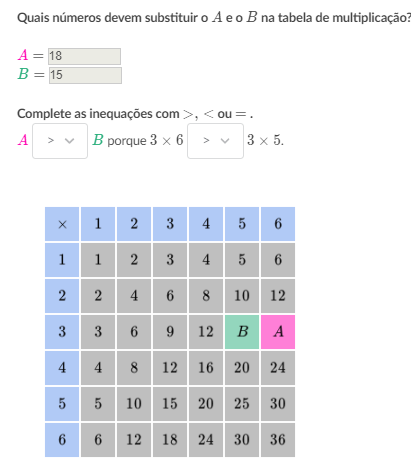 Quais números devem substituir o A e o B na tabela de multiplicação?
A = 18
B = 15
Complete as inequações com >, < ou = .
A > B porque 3 × 6 > 3 × 5.
× 1 2 3 4 5 6
1 1 2 3 4 5 6
2 2 4 6 8 10 12
3 3 6 9 12 B A
4 4 8 12 16 20 24
5 5 10 15 20 25 30
6 6 12 18 24 30 36